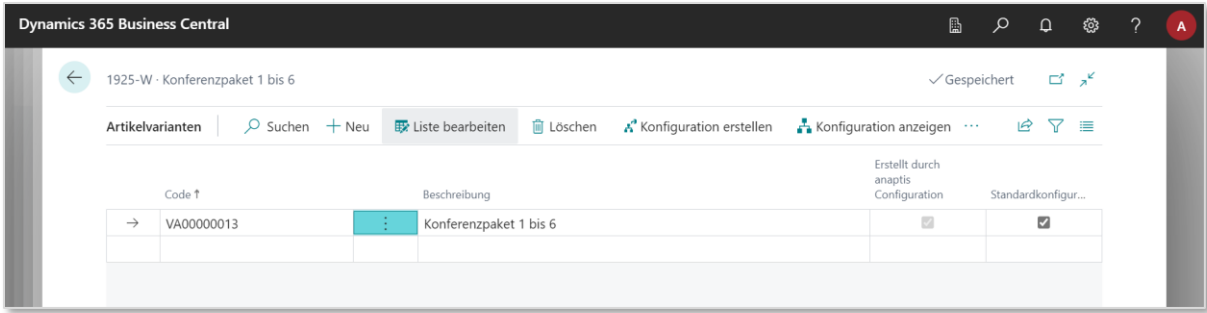 Dynamics 365 Business Central
?
A
1925-W · Konferenzpaket 1 bis 6
Gespeichert
Artikelvarianten
Suchen
Neu
Liste bearbeiten
Löschen
Konfiguration erstellen
Konfiguration anzeigen
Code
Beschreibung
Erstellt durch
anaptis
Configuration
Standardkonfigur...
VA00000013
Konferenzpaket 1 bis 6